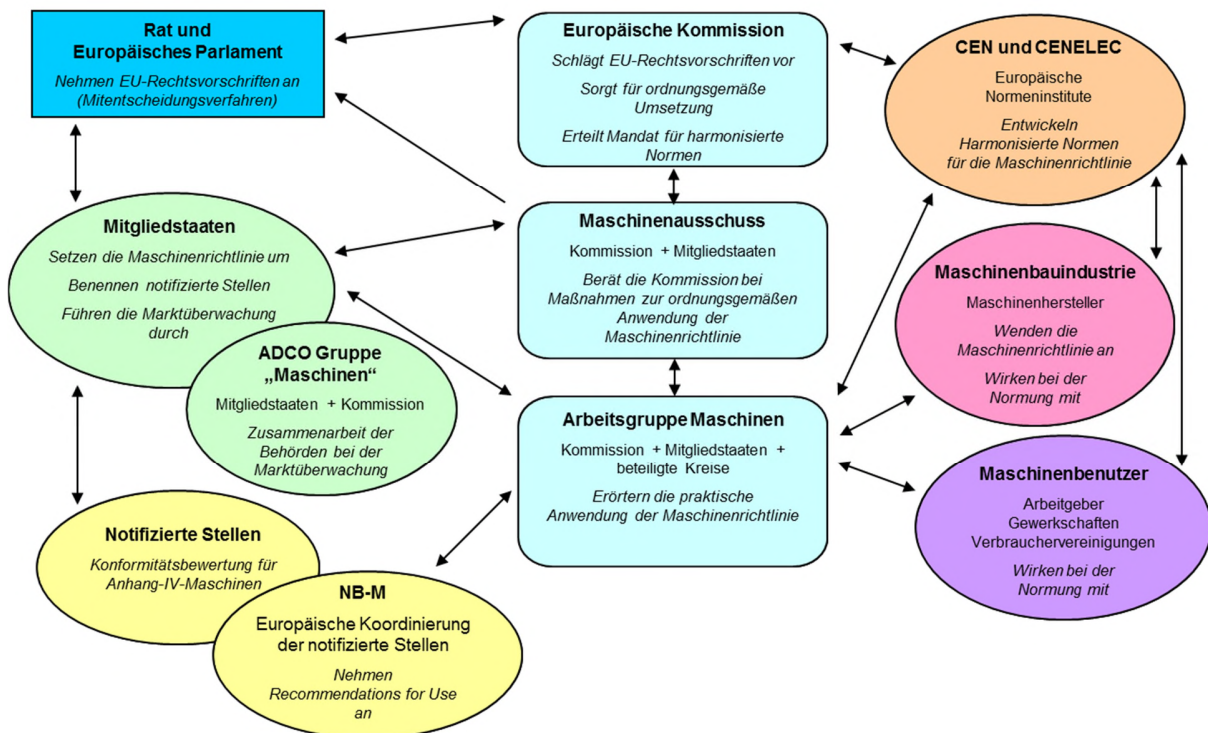 Rat und
Europäisches Parlament
Nehmen EU-Rechtsvorschriften an
(Mitentscheidungsverfahren)
Europäische Kommission
Schlägt EU-Rechtsvorschriften vor
Sorgt für ordnungsgemäße
Umsetzung
Erteilt Mandat für harmonisierte
Normen
CEN und CENELEC
Europäische
Normeninstitute
Entwickeln
Harmonisierte Normen
für die Maschinenrichtlinie
Mitgliedstaaten
Setzen die Maschinenrichtlinie um
Benennen notifizierte Stellen
Führen die Marktüberwachung
durch
Maschinenausschuss
Kommission + Mitgliedstaaten
Berät die Kommission bei
Maßnahmen zur ordnungsgemäßen
Anwendung der
Maschinenrichtlinie
Maschinenbauindustrie
Maschinenhersteller
Wenden die
Maschinenrichtlinie an
Wirken bei der
Normung mit
ADCO Gruppe
„Maschinen“
Mitgliedstaaten + Kommission
Zusammenarbeit der
Behörden bei der
Marktüberwachung
Arbeitsgruppe Maschinen
Kommission + Mitgliedstaaten +
beteiligte Kreise
Erörtern die praktische
Anwendung der Maschinenrichtlinie
Maschinenbenutzer
Arbeitgeber
Gewerkschaften
Verbrauchervereinigungen
Wirken bei der
Normung mit
Notifizierte Stellen
Konformitätsbewertung für
Anhang-IV-Maschinen
NB-M
Europäische Koordinierung
der notifizierte Stellen
Nehmen
Recommendations for Use
an